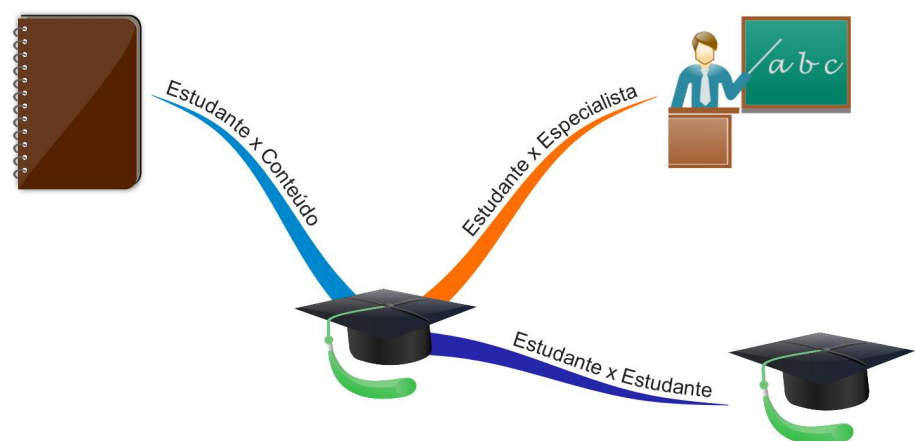 Estudante x Conteúdo
Estudante x Especialista
a b c
Estudante x Estudante